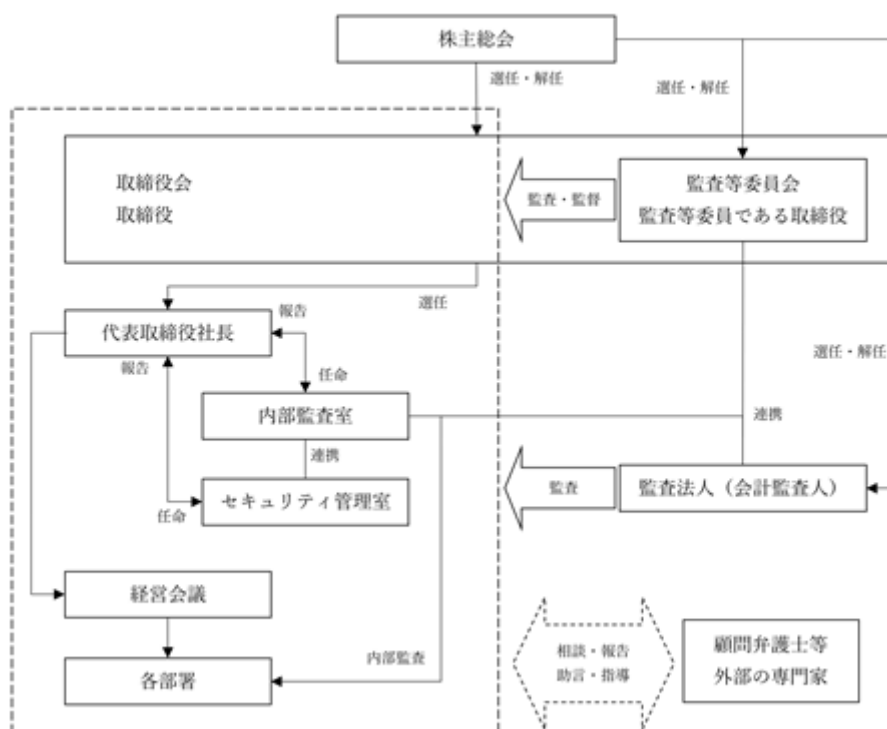 株主総会
選任・解任
選任・解任
取締役会
取締役
監査・監督
監査等委員会
監査等委員である取締役
選任
代表取締役社長
報告
報告
任命
選任・解任
内部監査室
連携
連携
セキュリティ管理室
任命
監査
監査法人（会計監査人）
経営会議
内部監査
各部署
相談・報告
助言・指導
顧問弁護士等
外部の専門家